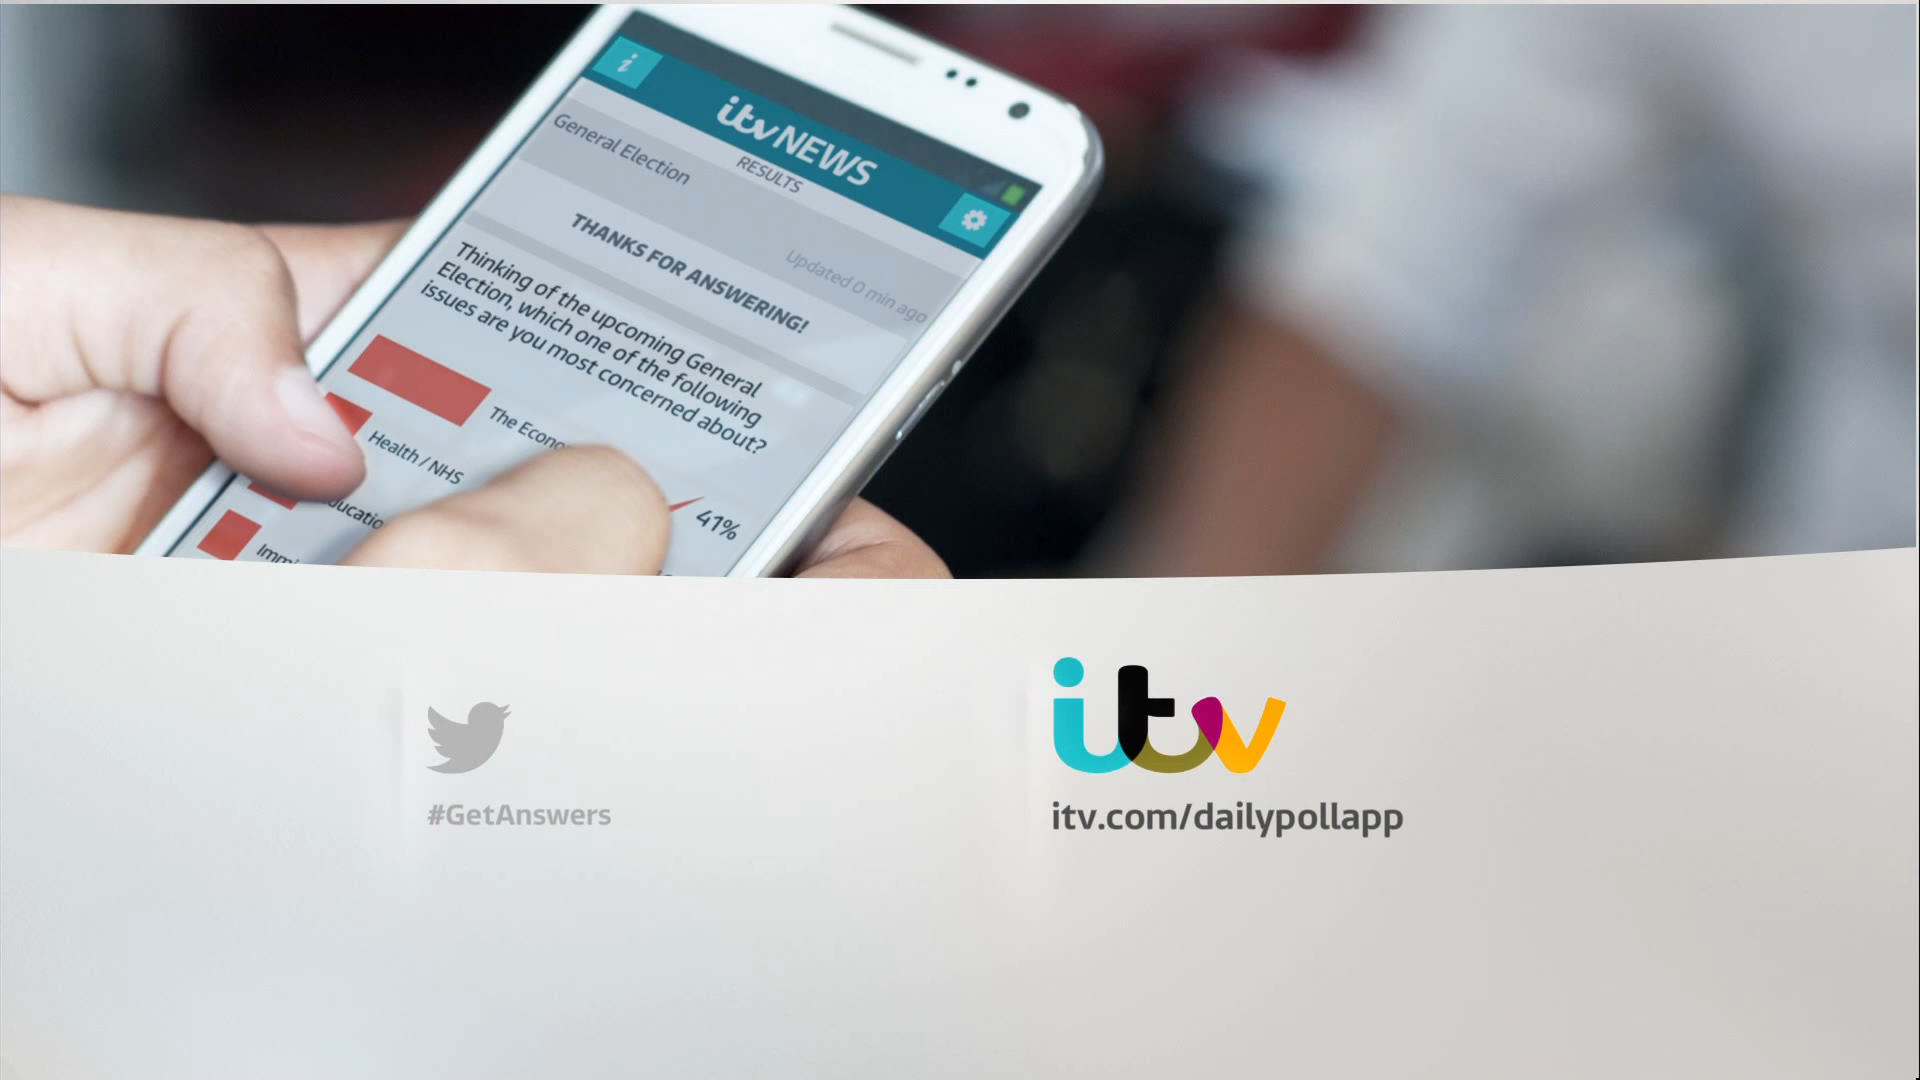 i
itv NEWS
RESULTS
General Election
Updated 0 min ago
THANKS FOR ANSWERING!
Thinking of the upcoming General
Election, which one of the following
issues are you most concerned about?
The
41%
Health / NHS
#GetAnswers
itv
itv.com/dailypollapp